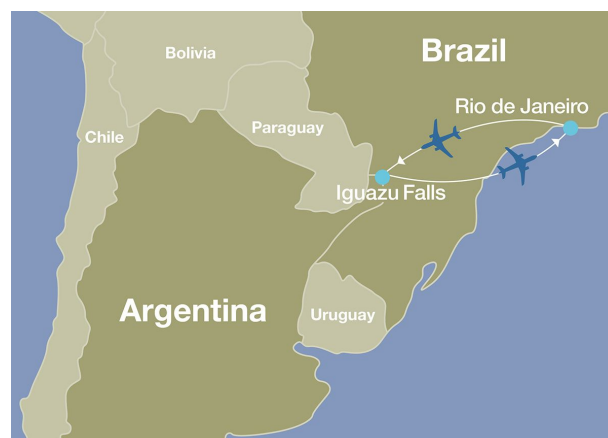 Brazil
Bolivia
Rio de Janeiro
Paraguay
Chile
Iguazu Falls
Argentina
Uruguay